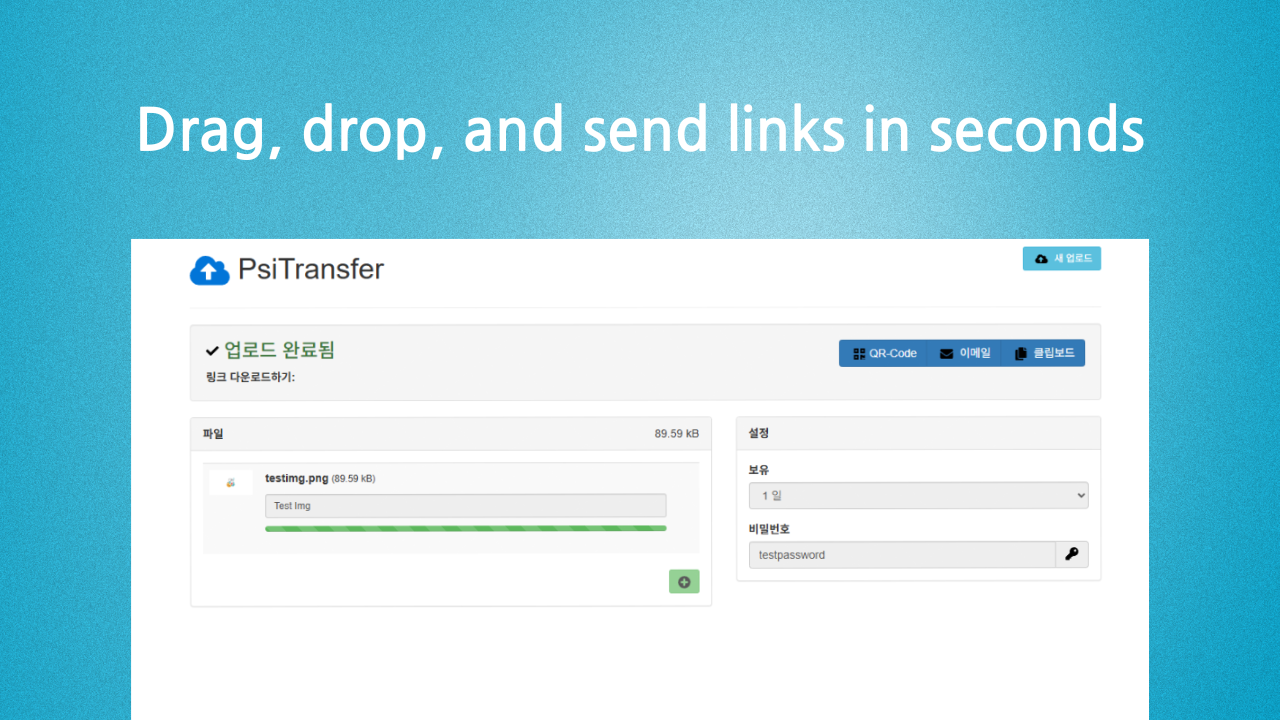 Drag, drop, and send links in seconds
PsiTransfer
새 업로드
업로드 완료됨
링크 다운로드하기:
QR-Code 이메일 클립보드
파일 89.59 kB
testimg.png (89.59 kB)
Test Img
설정
보유
1 일
비밀번호
testpassword